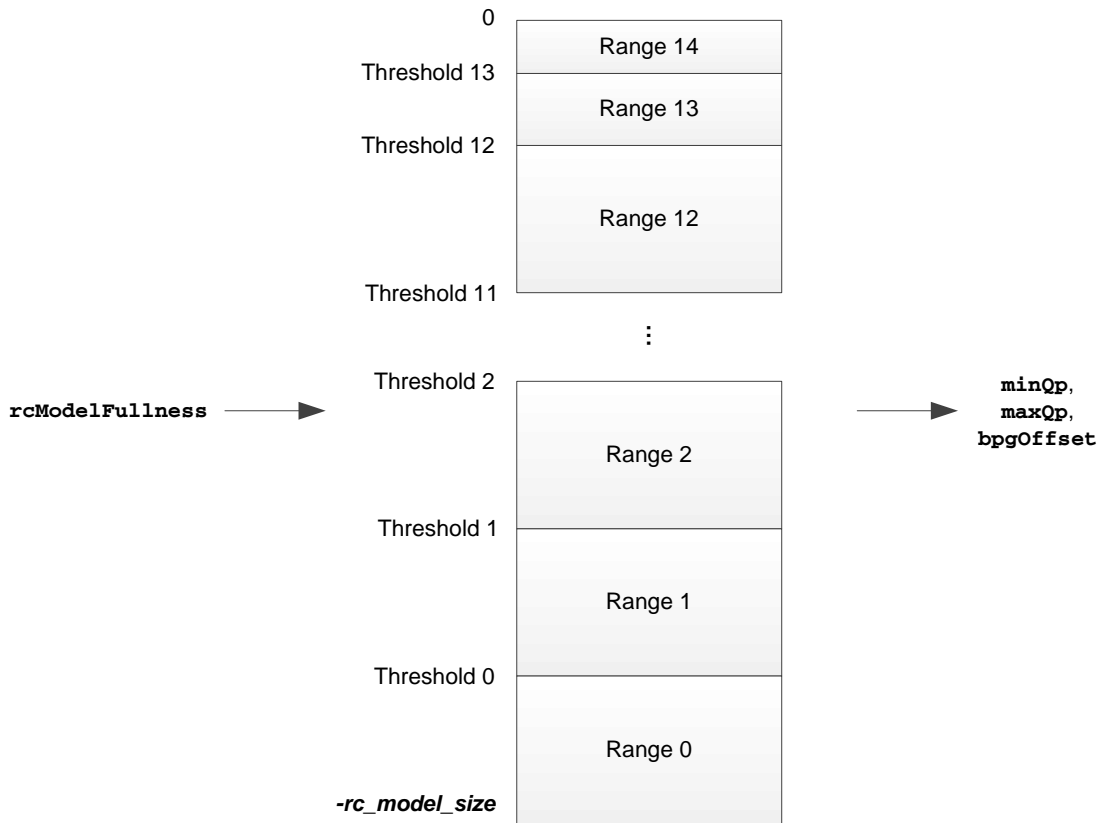 0
Range 14
Threshold 13
Range 13
Threshold 12
Range 12
Threshold 11
⋮
Threshold 2
rcModelFullness
minQp,
maxQp,
bpgOffset
Range 2
Threshold 1
Range 1
Threshold 0
Range 0
-rc_model_size